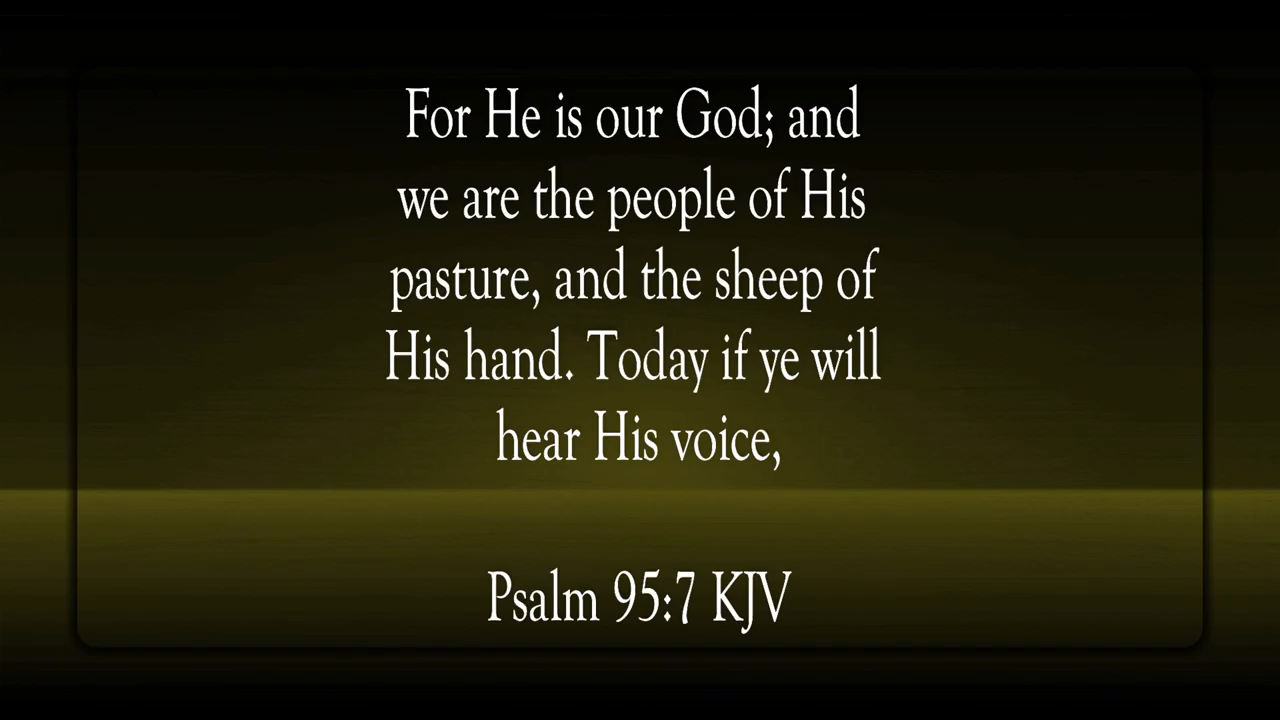 For He is our God; and
we are the people of His
pasture, and the sheep of
His hand. Today if ye will
hear His voice,
Psalm 95:7 KJV